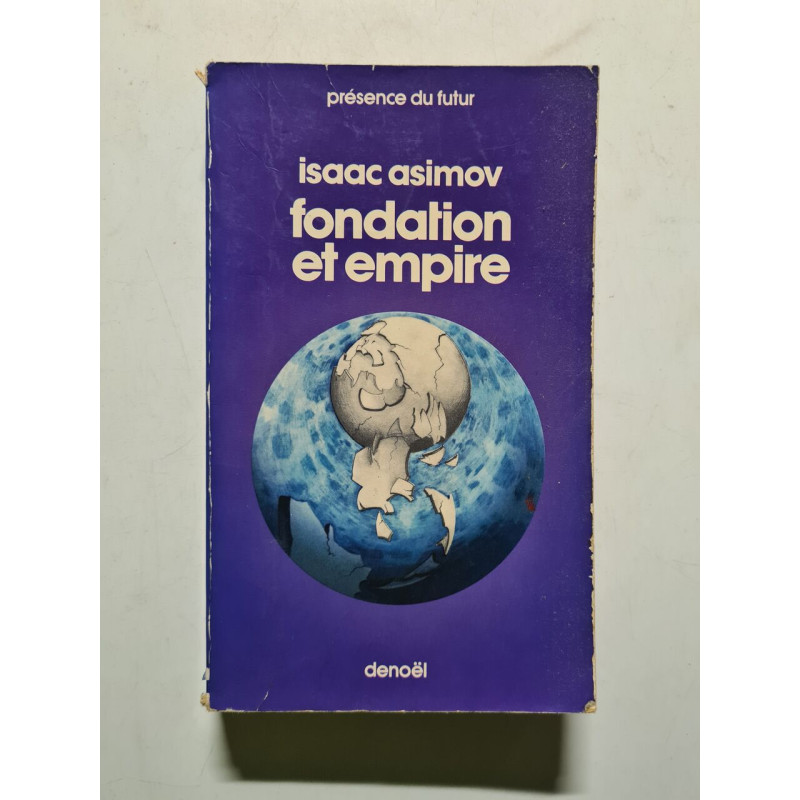 présence du futur
isaac asimov
fondation
et empire
denoël